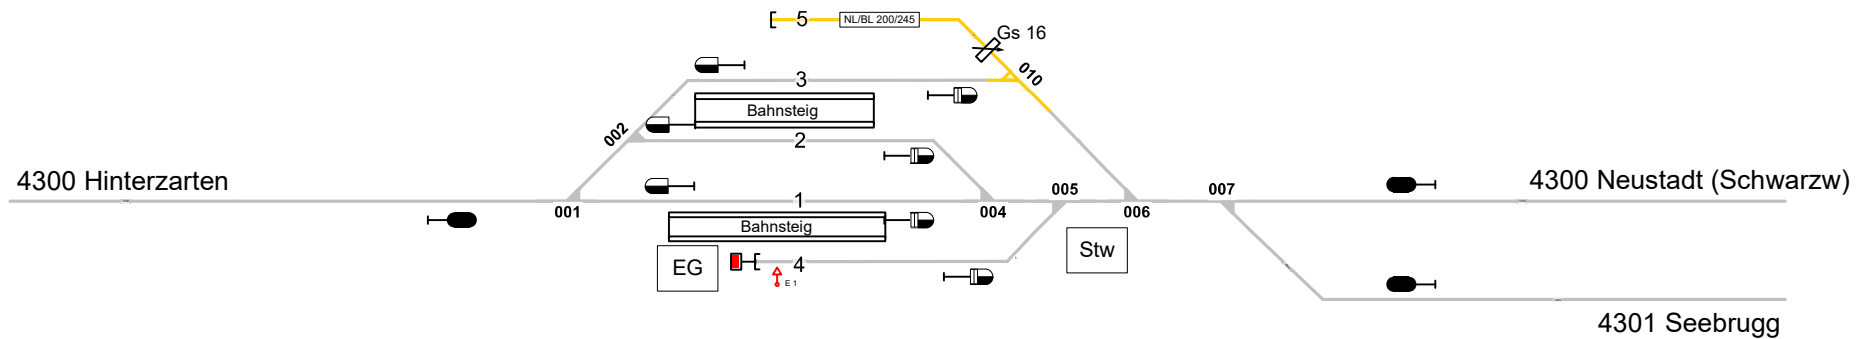 5
NL/BL 200/245
Gs 16
010
3
Bahnsteig
002
2
4300 Hinterzarten
4300 Neustadt (Schwarzw)
1
001
004
005
006
007
Bahnsteig
EG
4
E 1
Stw
4301 Seebrugg